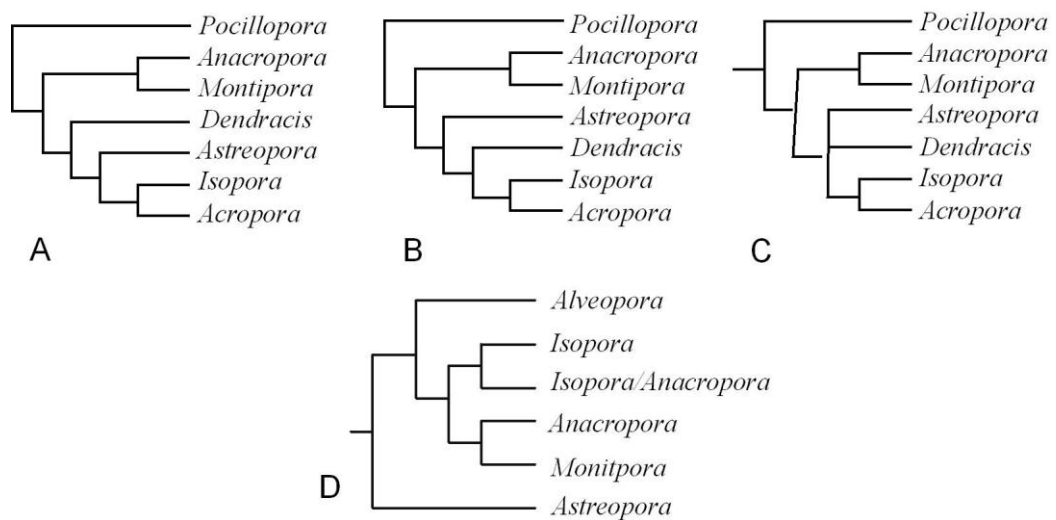 Pocillopora
Anacropora
Montipora
Dendracis
Astreopora
Isopora
Acropora
A
Pocillopora
Anacropora
Montipora
Astreopora
Dendracis
Isopora
Acropora
B
Pocillopora
Anacropora
Montipora
Astreopora
Dendracis
Isopora
Acropora
C
Alveopora
Isopora
Isopora/Anacropora
Anacropora
Monitpora
Astreopora
D